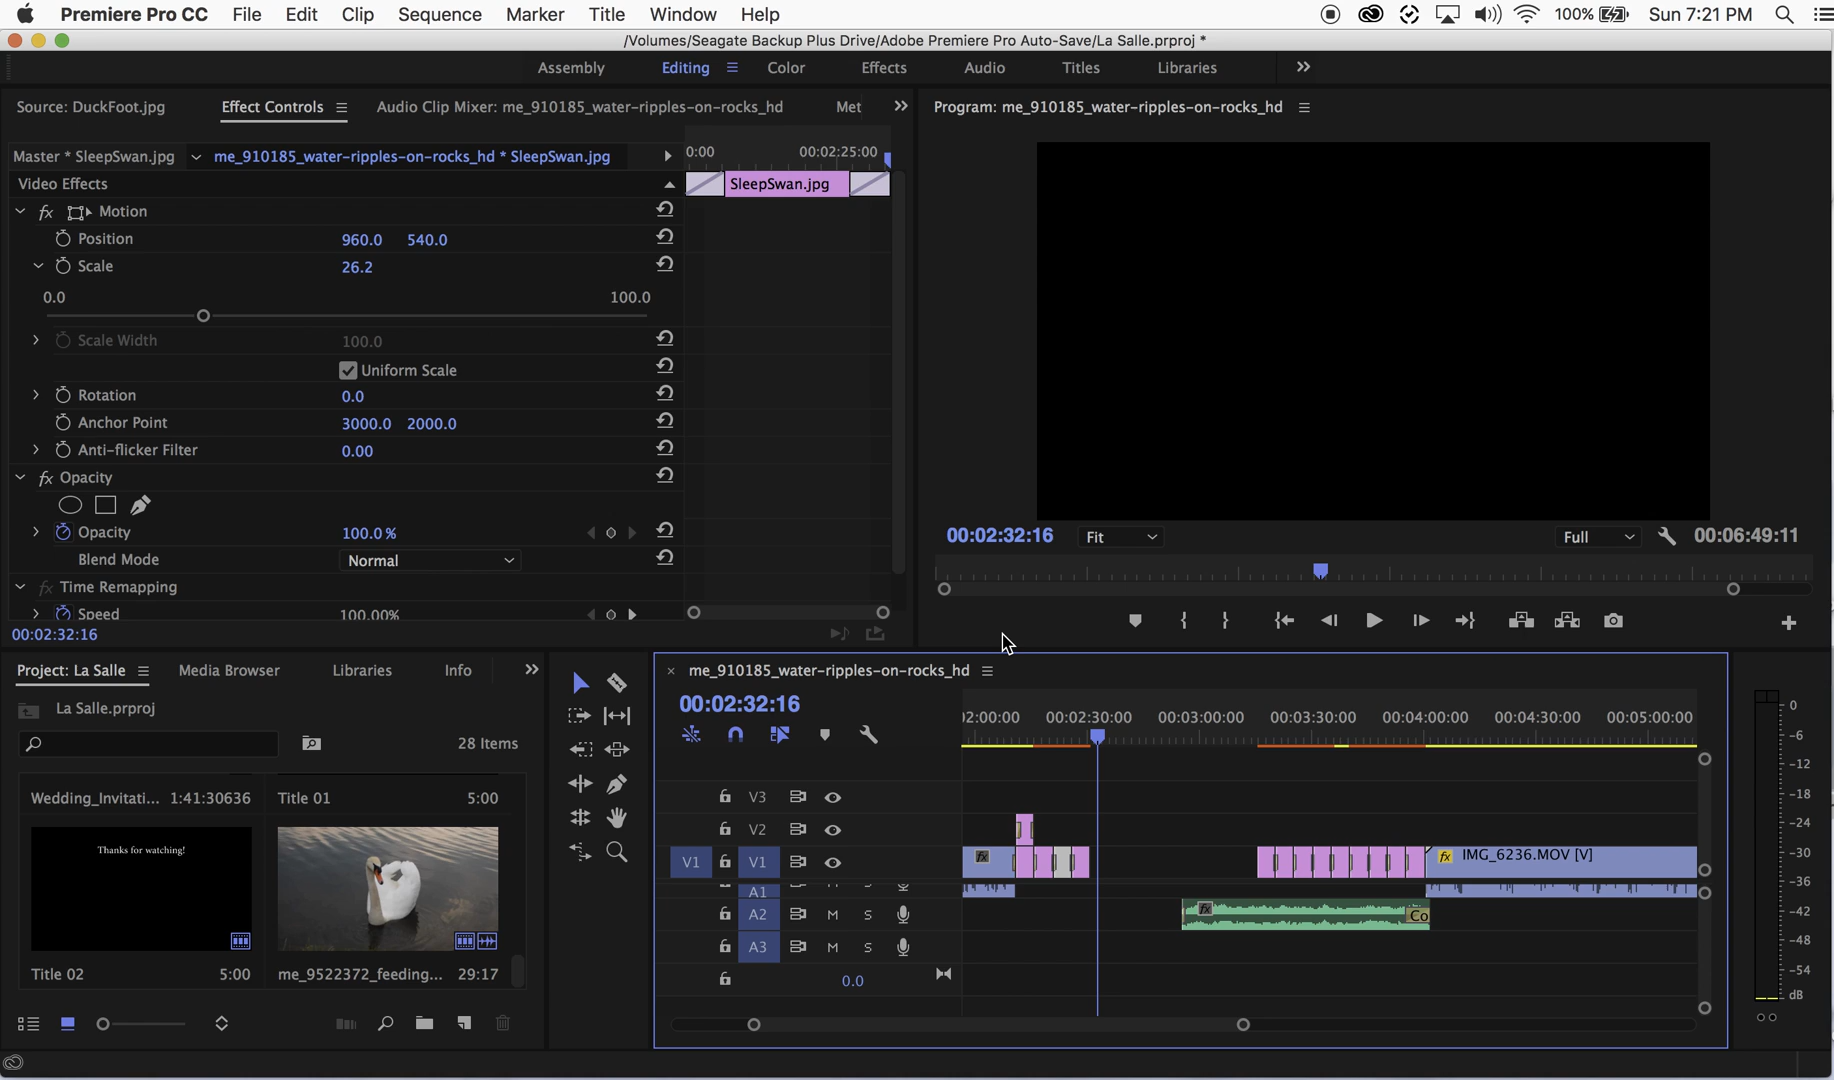 Premiere Pro CC File Edit Clip Sequence Marker Title Window Help 100% Sun 7:21 PM
/Volumes/Seagate Backup Plus Drive/Adobe Premiere Pro Auto-Save/La Salle.prproj *
Assembly Editing Color Effects Audio Titles Libraries
Source: DuckFoot.jpg Effect Controls Audio Clip Mixer: me_910185_water-ripples-on-rocks_hd Met
Program: me_910185_water-ripples-on-rocks_hd
Master * SleepSwan.jpg me_910185_water-ripples-on-rocks_hd * SleepSwan.jpg
0:00 00:02:25:00
Video Effects
SleepSwan.jpg
fx Motion
Position 960.0 540.0
Scale 26.2
0.0 100.0
Scale Width 100.0
Uniform Scale
Rotation 0.0
Anchor Point 3000.0 2000.0
Anti-flicker Filter 0.00
fx Opacity
Opacity 100.0 %
Blend Mode Normal
fx Time Remapping
Speed 100.00%
00:02:32:16
00:02:32:16 Fit Full 00:06:49:11
Project: La Salle Media Browser Libraries Info
La Salle.prproj
28 Items
Wedding_Invitati... 1:41:30636 Title 01 5:00
Thanks for watching!
Title 02 5:00 me_9522372_feeding... 29:17
× me_910185_water-ripples-on-rocks_hd
00:02:32:16
02:00:00 00:02:30:00 00:03:00:00 00:03:30:00 00:04:00:00 00:04:30:00 00:05:00:00
V3
V2
V1 V1 fx fx IMG_6236.MOV [V]
A1
A2 M S fx Co
A3 M S
0.0
0
-6
-12
-18
-24
-30
-36
-42
-48
-54
dB